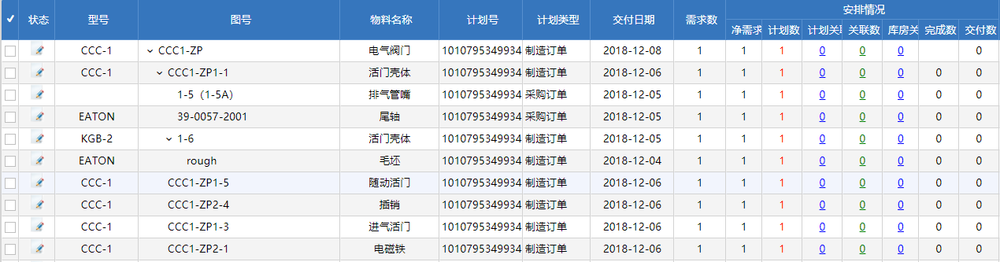 状态 型号 图号 物料名称 计划号 计划类型 交付日期 需求数 安排情况
净需求 计划数 计划关联 关联数 库房关 完成数 交付数
CCC-1 CCC1-ZP 电气阀门 1010795349934 制造订单 2018-12-08 1 1 1 0 0 0 0
CCC-1 CCC1-ZP1-1 活门壳体 1010795349934 制造订单 2018-12-06 1 1 1 0 0 0 0 0
1-5（1-5A） 排气管嘴 1010795349934 采购订单 2018-12-05 1 1 1 0 0 0 0 0
EATON 39-0057-2001 尾轴 1010795349934 采购订单 2018-12-05 1 1 1 0 0 0 0 0
KGB-2 1-6 活门壳体 1010795349934 制造订单 2018-12-05 1 1 1 0 0 0 0 0
EATON rough 毛坯 1010795349934 制造订单 2018-12-04 1 1 1 0 0 0 0 0
CCC-1 CCC1-ZP1-5 随动活门 1010795349934 制造订单 2018-12-06 1 1 1 0 0 0 0 0
CCC-1 CCC1-ZP2-4 插销 1010795349934 制造订单 2018-12-06 1 1 1 0 0 0 0 0
CCC-1 CCC1-ZP1-3 进气活门 1010795349934 制造订单 2018-12-06 1 1 1 0 0 0 0 0
CCC-1 CCC1-ZP2-1 电磁铁 1010795349934 制造订单 2018-12-06 1 1 1 0 0 0 0 0